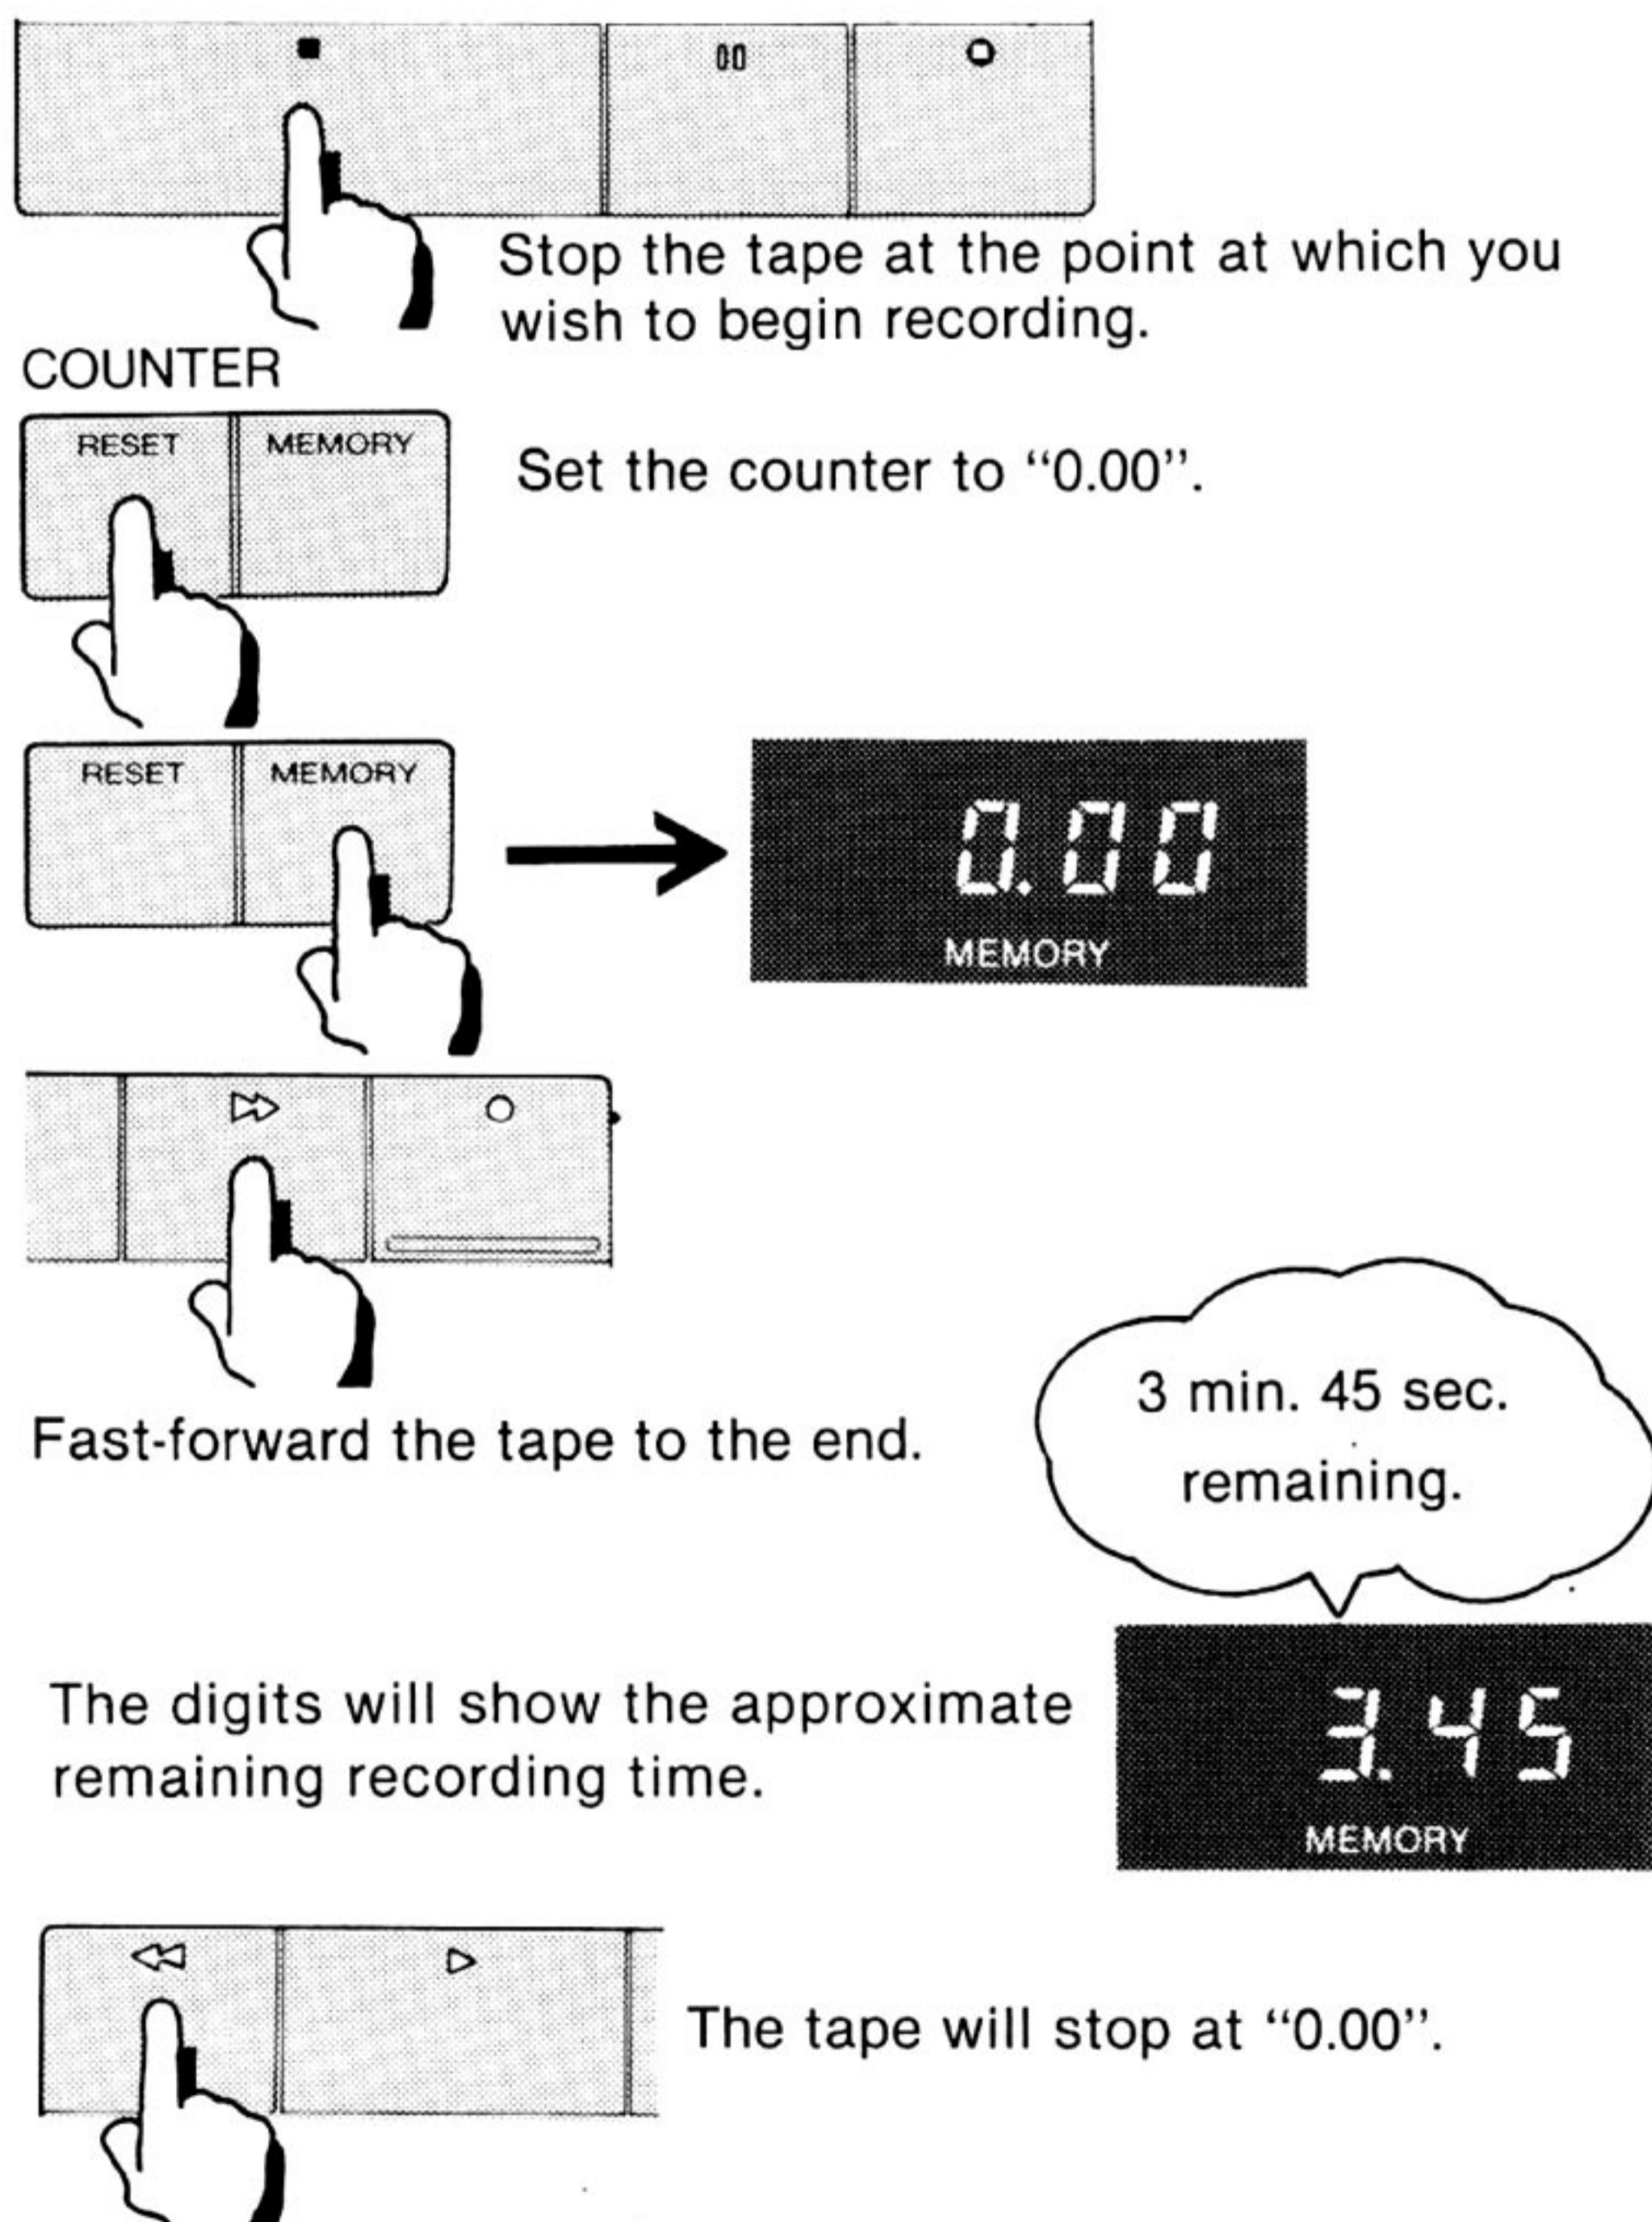 Stop the tape at the point at which you
wish to begin recording.
COUNTER
RESET MEMORY
Set the counter to “0.00”.
RESET MEMORY
0.00
MEMORY
Fast-forward the tape to the end.
3 min. 45 sec.
remaining.
The digits will show the approximate
remaining recording time.
3.45
MEMORY
The tape will stop at “0.00”.